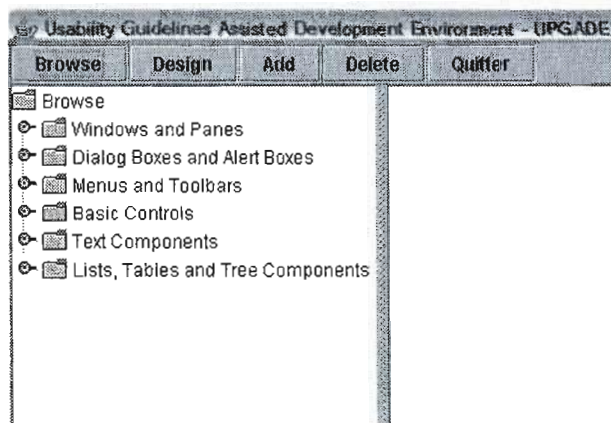 Usability Guidelines Assisted Development Environment - UPGADE
Browse Design Add Delete Quitter
Browse
Windows and Panes
Dialog Boxes and Alert Boxes
Menus and Toolbars
Basic Controls
Text Components
Lists, Tables and Tree Components